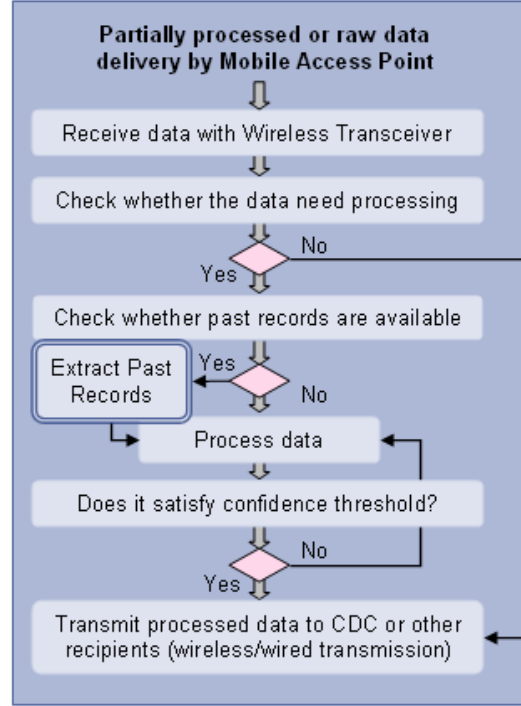 Partially processed or raw data
delivery by Mobile Access Point
Receive data with Wireless Transceiver
Check whether the data need processing
No
Yes
Check whether past records are available
Extract Past
Records
Yes
No
Process data
Does it satisfy confidence threshold?
No
Yes
Transmit processed data to CDC or other
recipients (wireless/wired transmission)